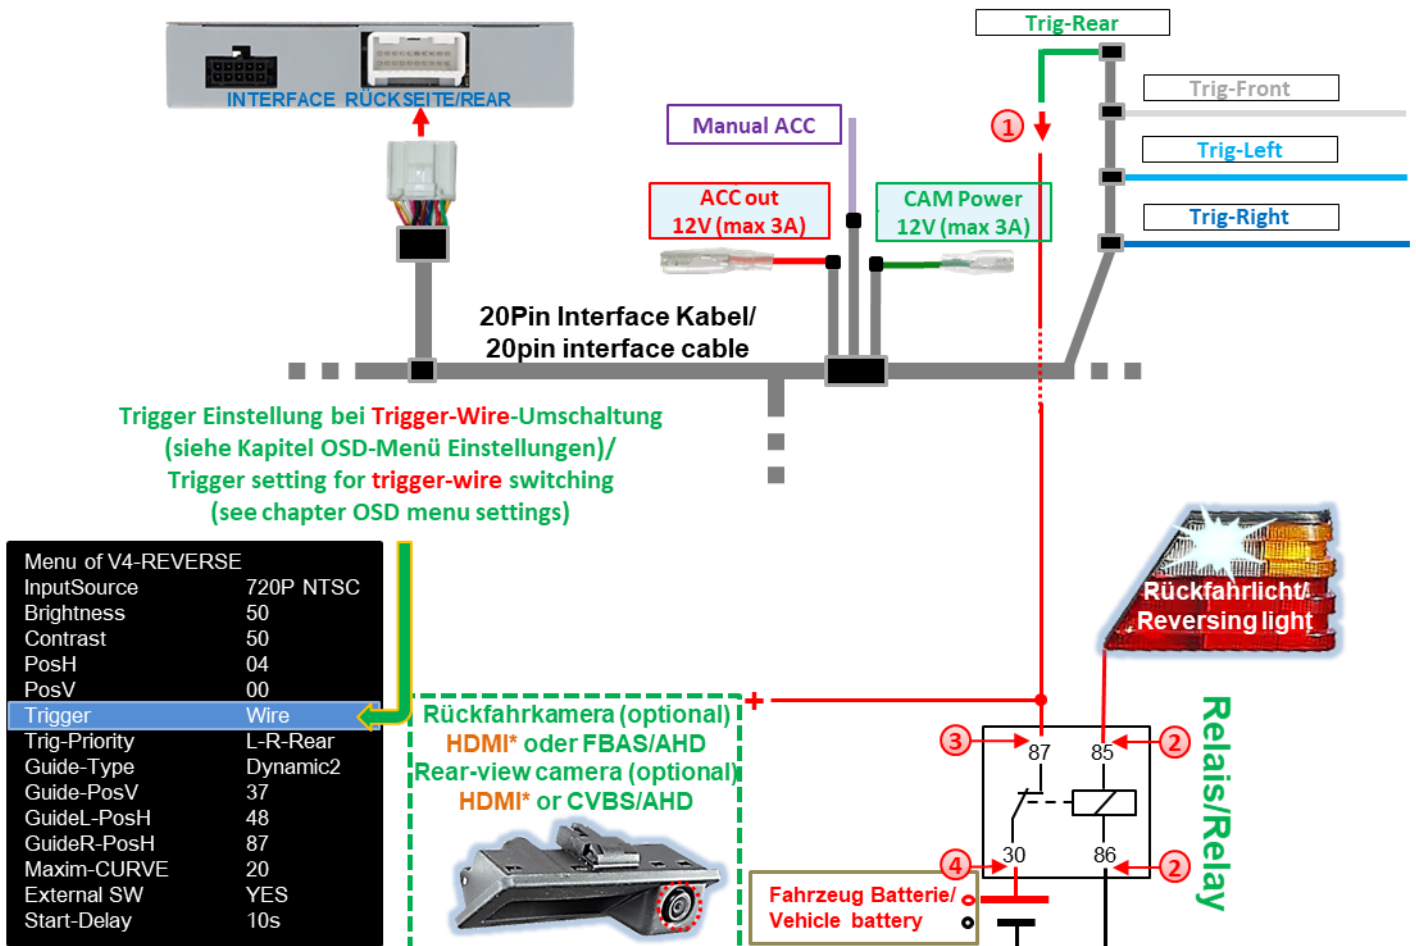 INTERFACE RÜCKSEITE/REAR
Trig-Rear
Trig-Front
Trig-Left
Trig-Right
1
Manual ACC
ACC out
12V (max 3A)
CAM Power
12V (max 3A)
20Pin Interface Kabel/
20pin interface cable
Trigger Einstellung bei Trigger-Wire-Umschaltung
(siehe Kapitel OSD-Menü Einstellungen)/
Trigger setting for trigger-wire switching
(see chapter OSD menu settings)
Menu of V4-REVERSE
InputSource 720P NTSC
Brightness 50
Contrast 50
PosH 04
PosV 00
Trigger Wire
Trig-Priority L-R-Rear
Guide-Type Dynamic2
Guide-PosV 37
GuideL-PosH 48
GuideR-PosH 87
Maxim-CURVE 20
External SW YES
Start-Delay 10s
Rückfahrkamera (optional)
HDMI* oder FBAS/AHD
Rear-view camera (optional)
HDMI* or CVBS/AHD
+
Rückfahrlicht/
Reversing light
3
87
85
2
4
30
86
2
Relais/Relay
Fahrzeug Batterie/
Vehicle battery